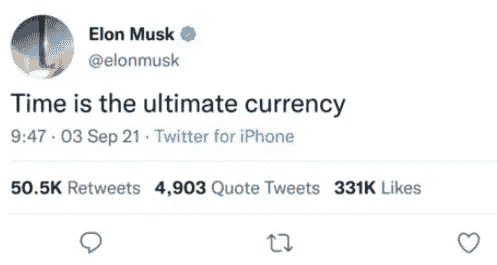 Elon Musk
@elonmusk
Time is the ultimate currency
9:47 · 03 Sep 21 · Twitter for iPhone
50.5K Retweets 4,903 Quote Tweets 331K Likes